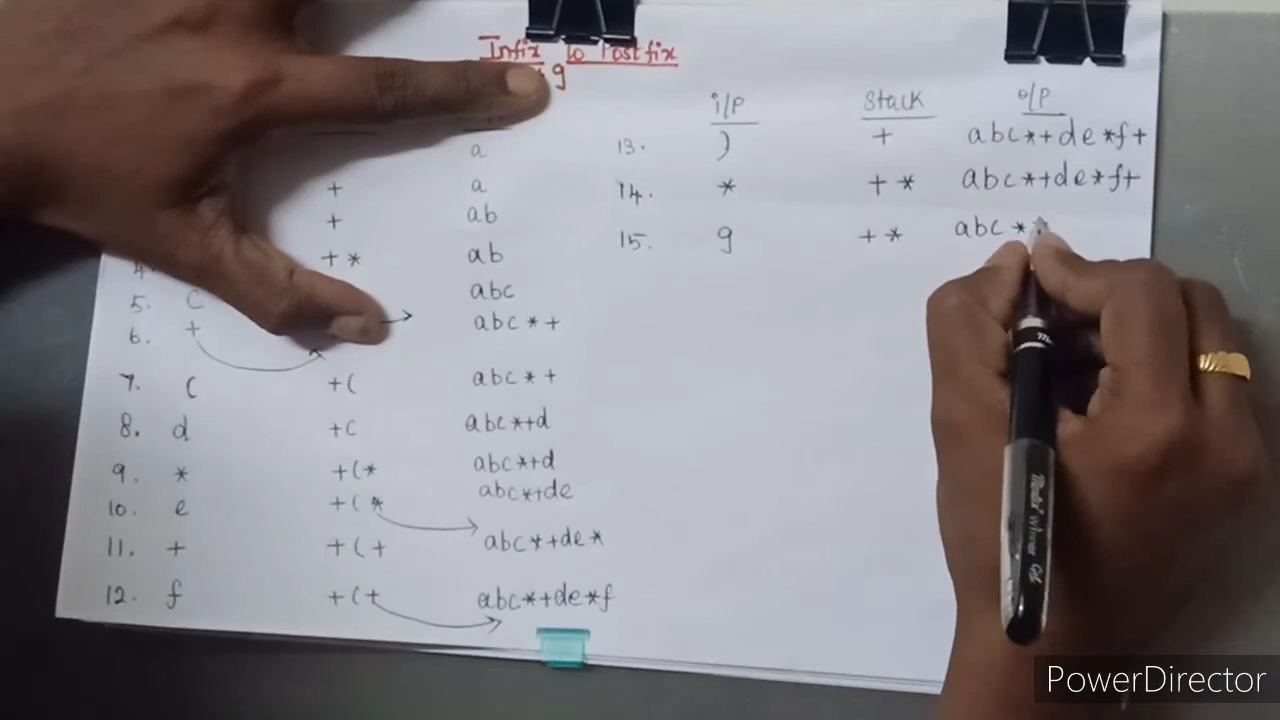 Infix to Postfix
g
i/p stack o/p
a 13. ) + abc*+de*f+
+ a 14. * +* abc*+de*f+
+ ab 15. g +* abc*
+* ab
5. C abc
6. + abc*+
7. ( +( abc*+
8. d +( abc*+d
9. * +(* abc*+d
10. e +(* abc*+de
11. + +(+ abc*+de*
12. f +(+ abc*+de*f
PowerDirector